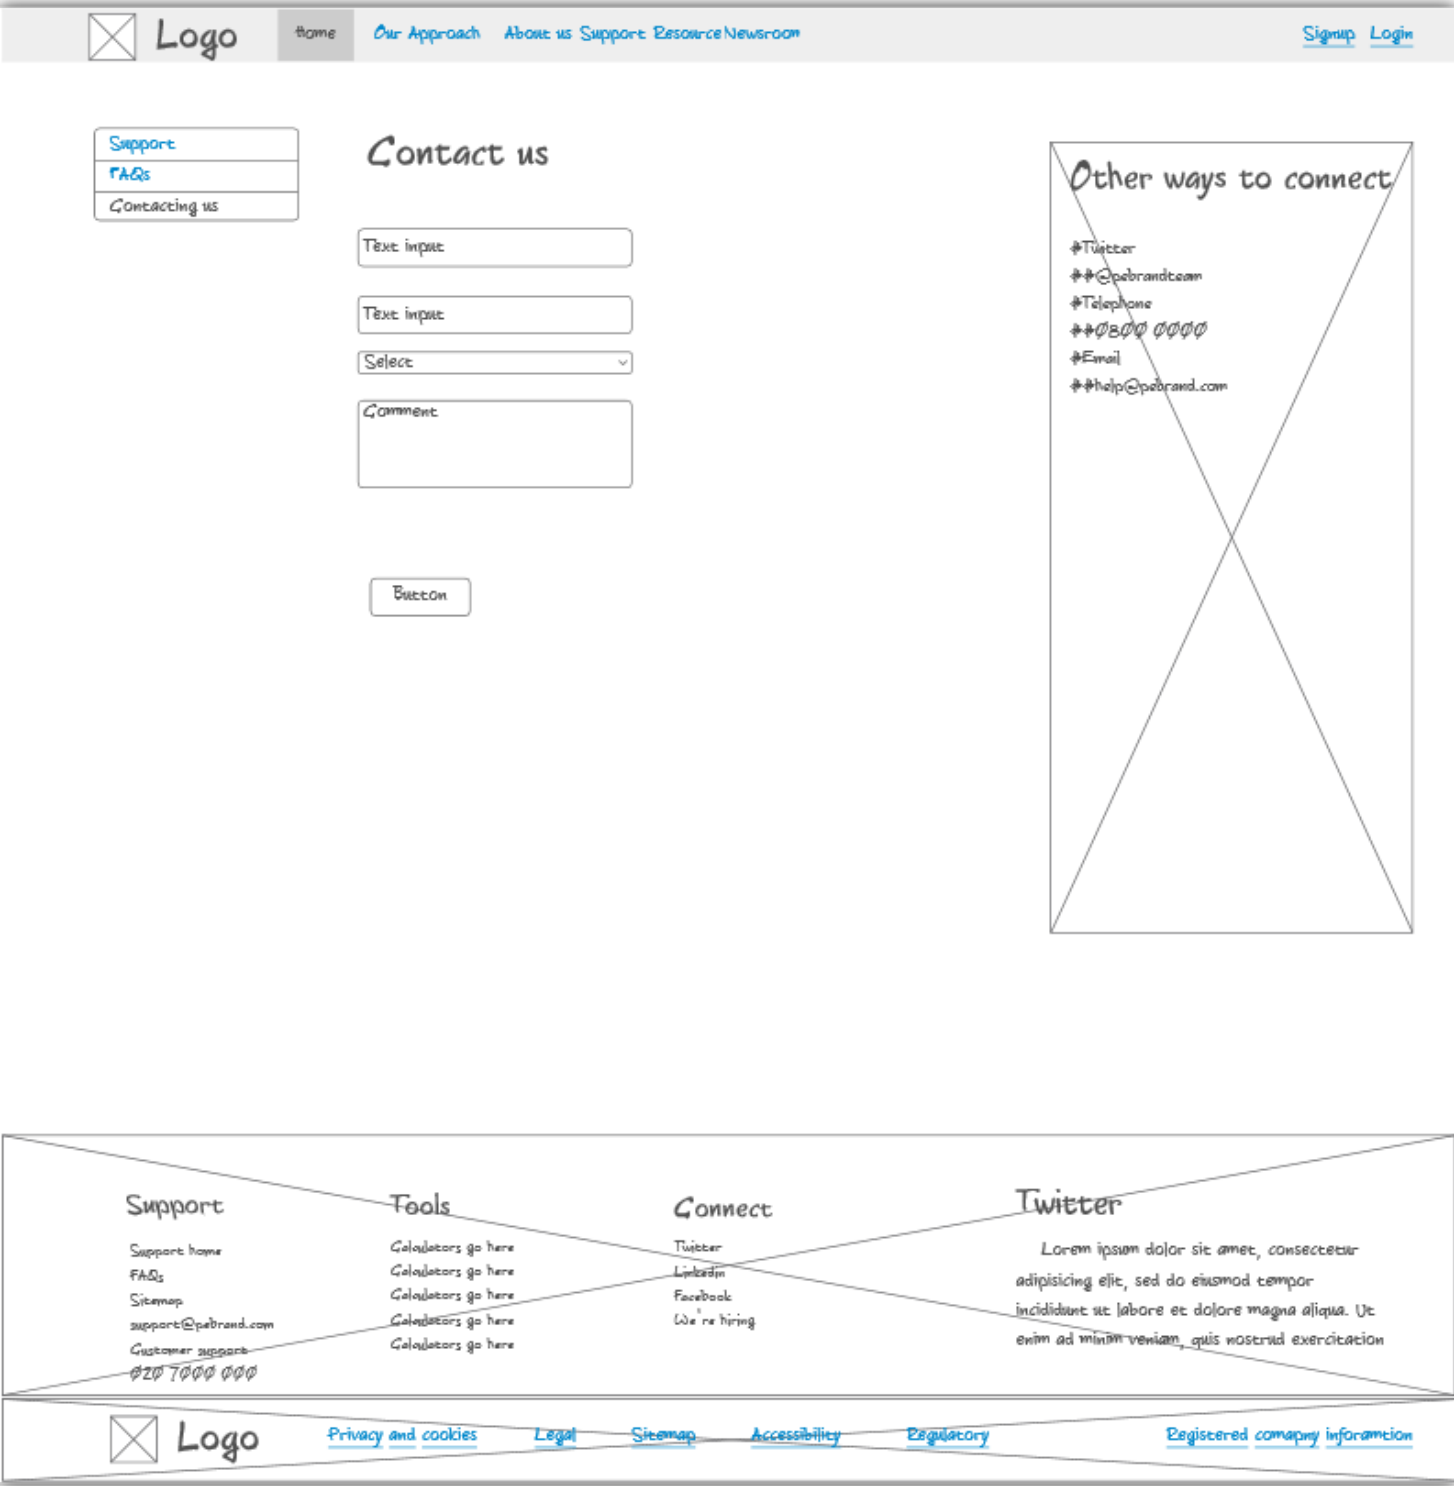 Logo Home Our Approach About us Support Resource Newsroom Signup Login
Support
FAQs
Contacting us
Contact us
Text input
Text input
Select
Comment
Button
Other ways to connect
#Twitter
##@pebrandteam
#Telephone
##0800 0000
#Email
##help@pebrand.com
Support
Support home
FAQs
Sitemap
support@pebrand.com
Customer support
020 7000 000
Tools
Calculators go here
Calculators go here
Calculators go here
Calculators go here
Calculators go here
Connect
Twitter
Linkedin
Facebook
We're hiring
Twitter
Lorem ipsum dolor sit amet, consectetur
adipisicing elit, sed do eiusmod tempor
incididunt ut labore et dolore magna aliqua. Ut
enim ad minim veniam, quis nostrud exercitation
Logo Privacy and cookies Legal Sitemap Accessibility Regulatory Registered comapny inforamtion